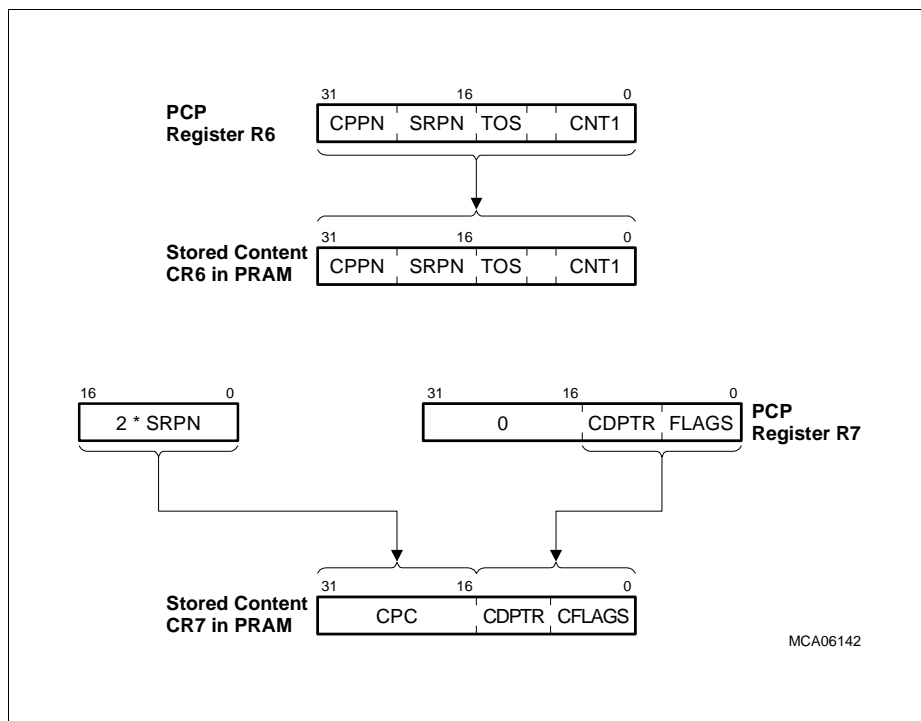 31 16 0
PCP
Register R6
CPPN SRPN TOS CNT1
31 16 0
Stored Content
CR6 in PRAM
CPPN SRPN TOS CNT1
16 0
2 * SRPN
31 16 0
0 CDPTR FLAGS
PCP
Register R7
31 16 0
Stored Content
CR7 in PRAM
CPC CDPTR CFLAGS
MCA06142